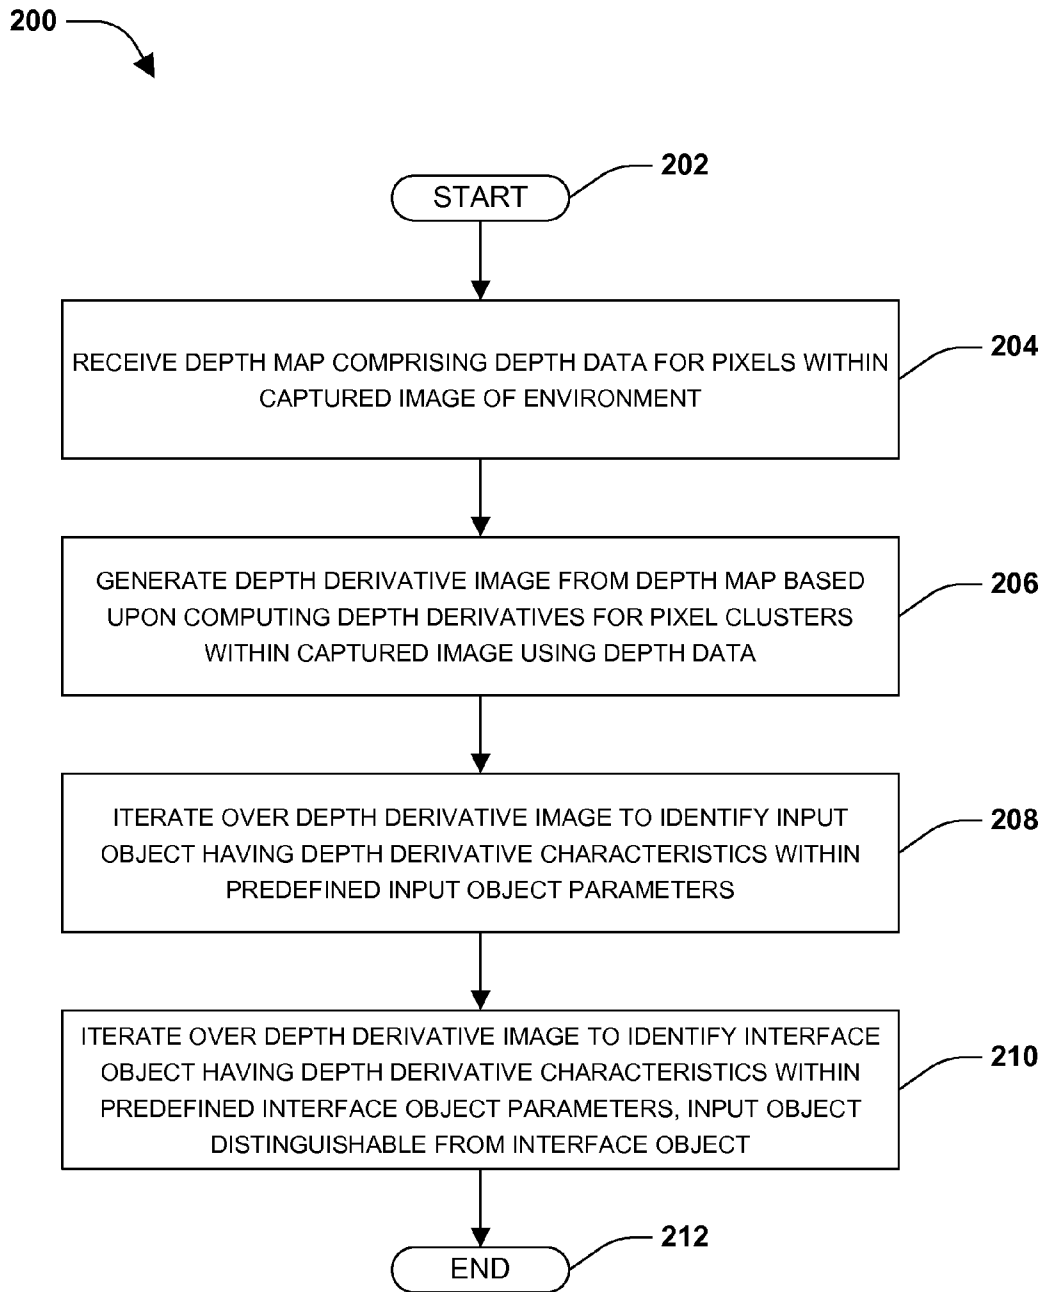 200
202
START
204
RECEIVE DEPTH MAP COMPRISING DEPTH DATA FOR PIXELS WITHIN
CAPTURED IMAGE OF ENVIRONMENT
206
GENERATE DEPTH DERIVATIVE IMAGE FROM DEPTH MAP BASED
UPON COMPUTING DEPTH DERIVATIVES FOR PIXEL CLUSTERS
WITHIN CAPTURED IMAGE USING DEPTH DATA
208
ITERATE OVER DEPTH DERIVATIVE IMAGE TO IDENTIFY INPUT
OBJECT HAVING DEPTH DERIVATIVE CHARACTERISTICS WITHIN
PREDEFINED INPUT OBJECT PARAMETERS
210
ITERATE OVER DEPTH DERIVATIVE IMAGE TO IDENTIFY INTERFACE
OBJECT HAVING DEPTH DERIVATIVE CHARACTERISTICS WITHIN
PREDEFINED INTERFACE OBJECT PARAMETERS, INPUT OBJECT
DISTINGUISHABLE FROM INTERFACE OBJECT
212
END